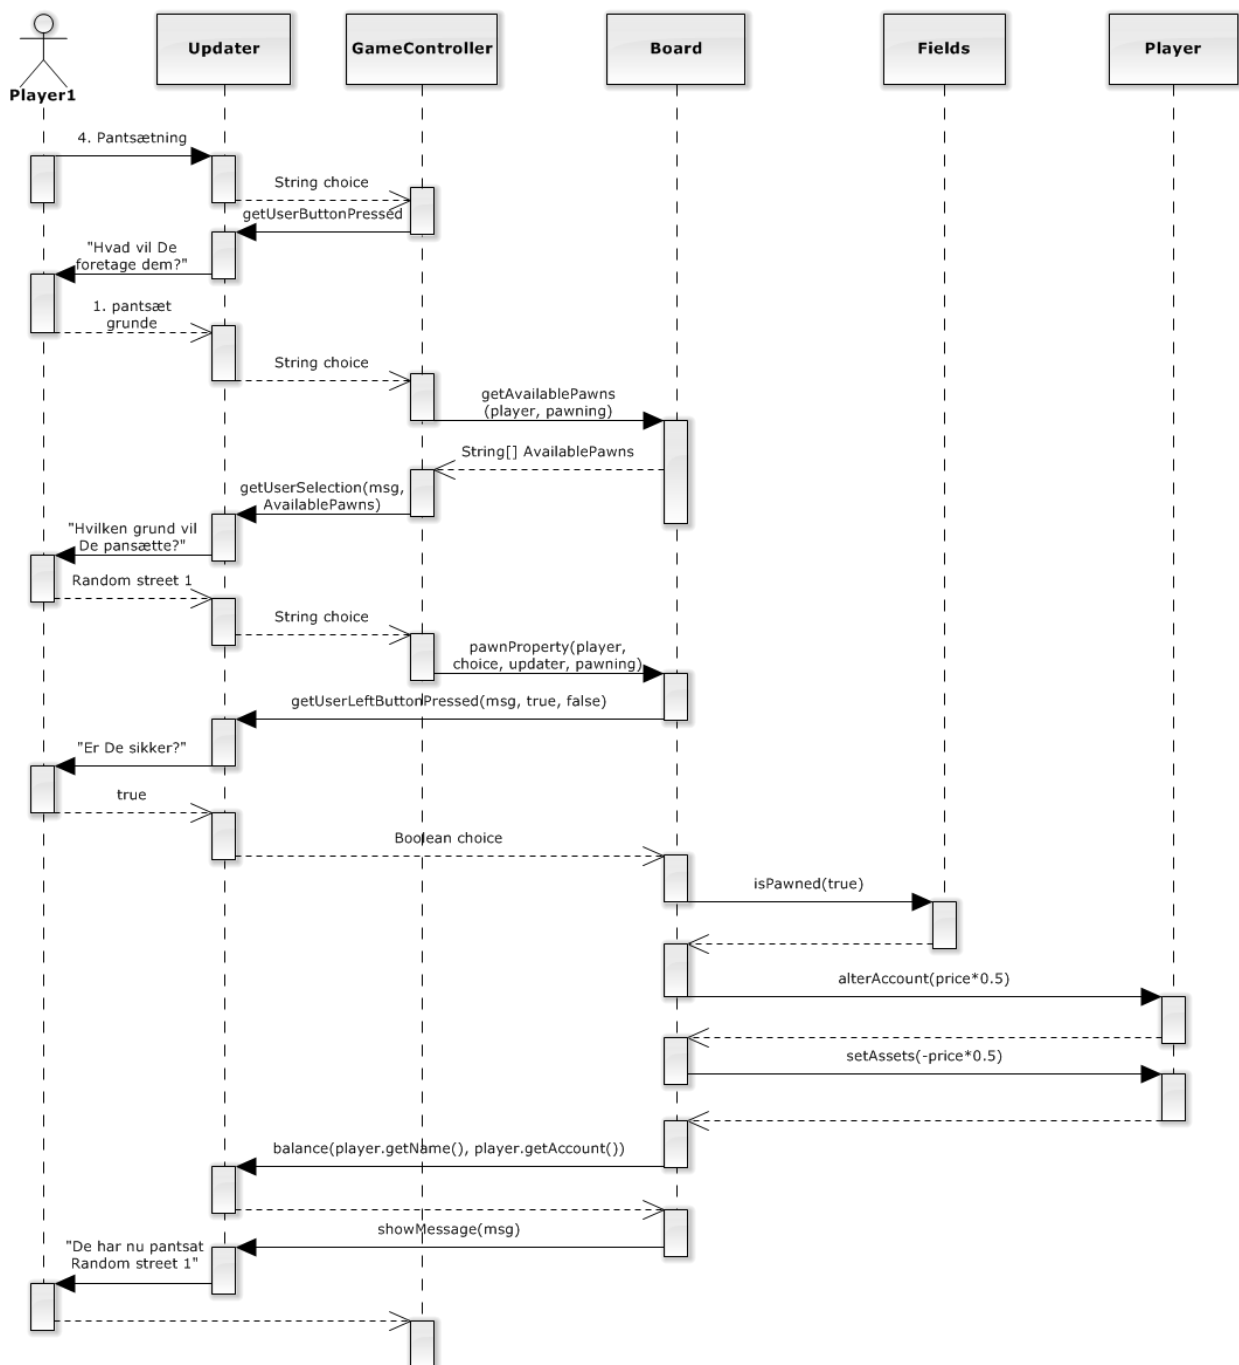 Player1
Updater
GameController
Board
Fields
Player
4. Pantsætning
String choice
getUserButtonPressed
"Hvad vil De
foretage dem?"
1. pantsæt
grunde
String choice
getAvailablePawns
(player, pawning)
String[] AvailablePawns
getUserSelection(msg,
AvailablePawns)
"Hvilken grund vil
De pansætte?"
Random street 1
String choice
pawnProperty(player,
choice, updater, pawning)
getUserLeftButtonPressed(msg, true, false)
"Er De sikker?"
true
Boolean choice
isPawned(true)
alterAccount(price*0.5)
setAssets(-price*0.5)
balance(player.getName(), player.getAccount())
showMessage(msg)
"De har nu pantsat
Random street 1"